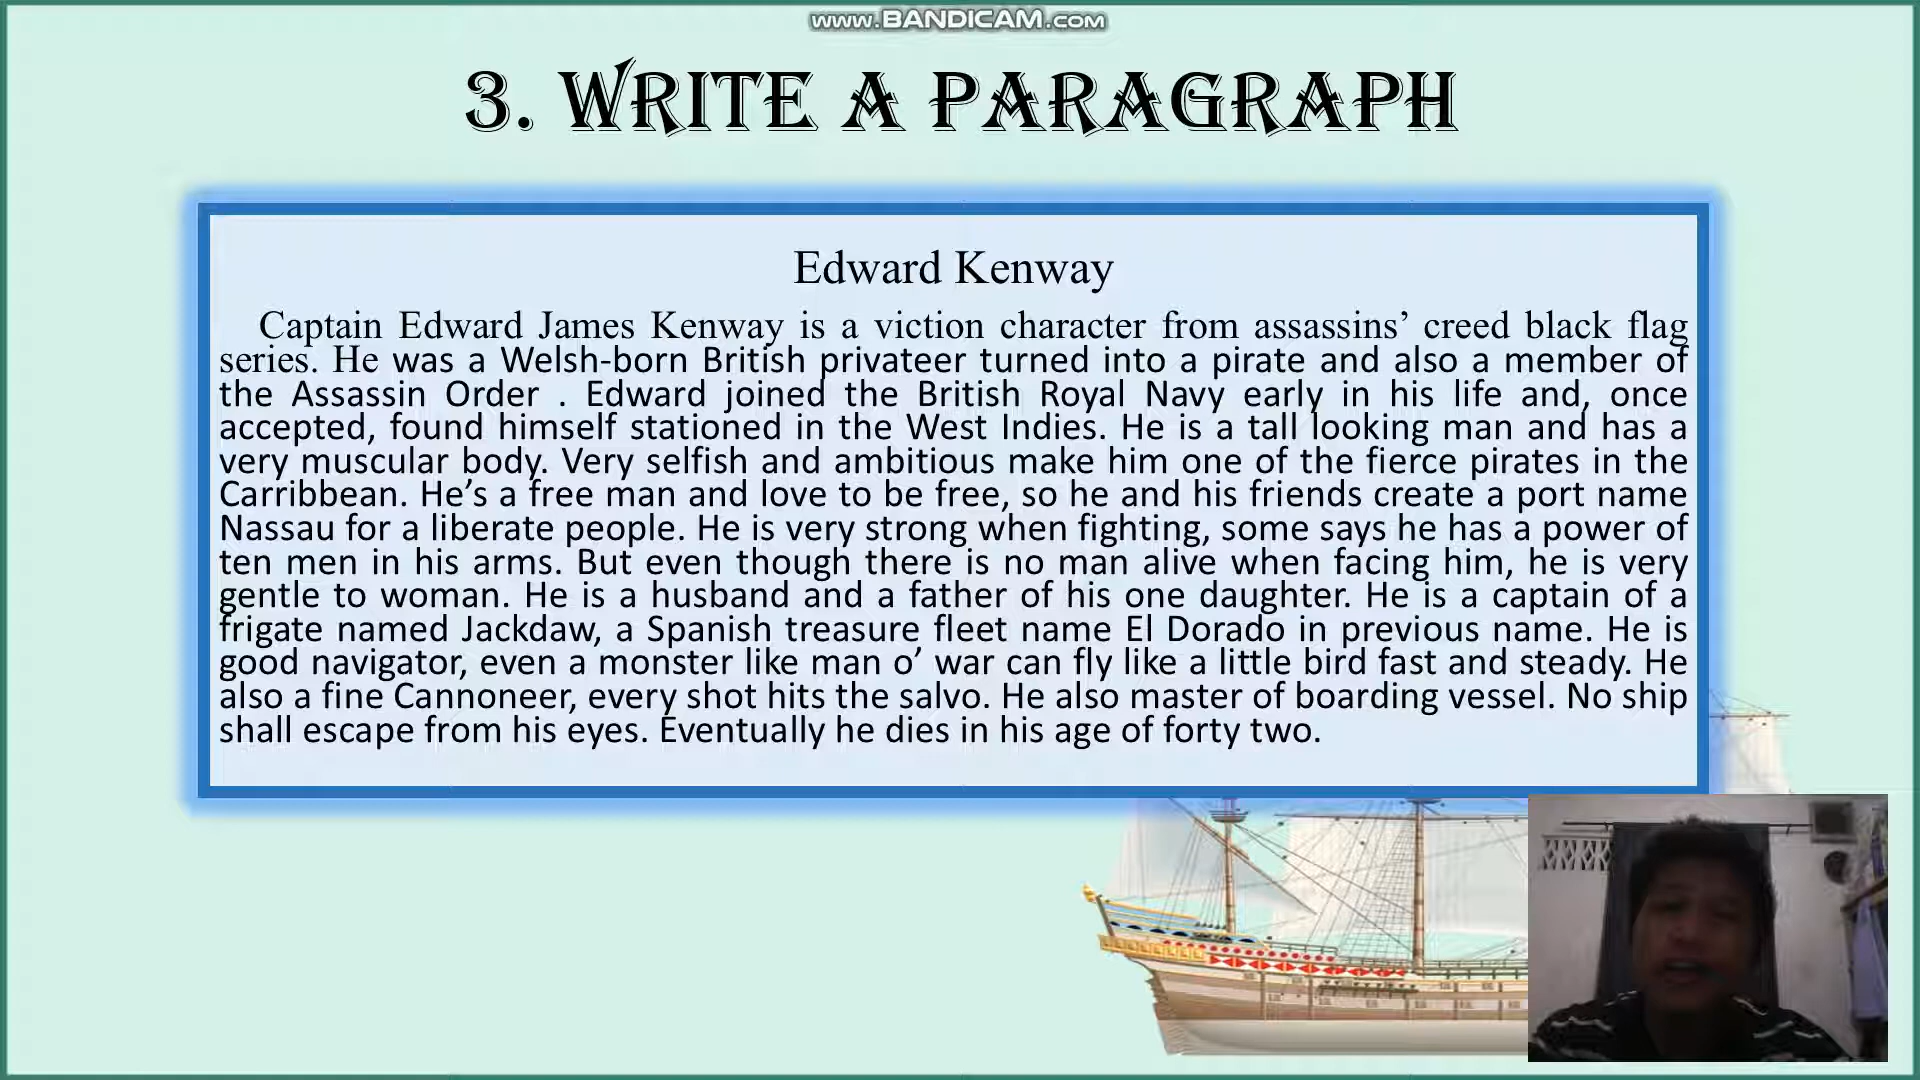 www.BANDICAM.com
3. WRITE A PARAGRAPH
Edward Kenway
Captain Edward James Kenway is a viction character from assassins’ creed black flag
series. He was a Welsh-born British privateer turned into a pirate and also a member of
the Assassin Order . Edward joined the British Royal Navy early in his life and, once
accepted, found himself stationed in the West Indies. He is a tall looking man and has a
very muscular body. Very selfish and ambitious make him one of the fierce pirates in the
Carribbean. He’s a free man and love to be free, so he and his friends create a port name
Nassau for a liberate people. He is very strong when fighting, some says he has a power of
ten men in his arms. But even though there is no man alive when facing him, he is very
gentle to woman. He is a husband and a father of his one daughter. He is a captain of a
frigate named Jackdaw, a Spanish treasure fleet name El Dorado in previous name. He is
good navigator, even a monster like man o’ war can fly like a little bird fast and steady. He
also a fine Cannoneer, every shot hits the salvo. He also master of boarding vessel. No ship
shall escape from his eyes. Eventually he dies in his age of forty two.